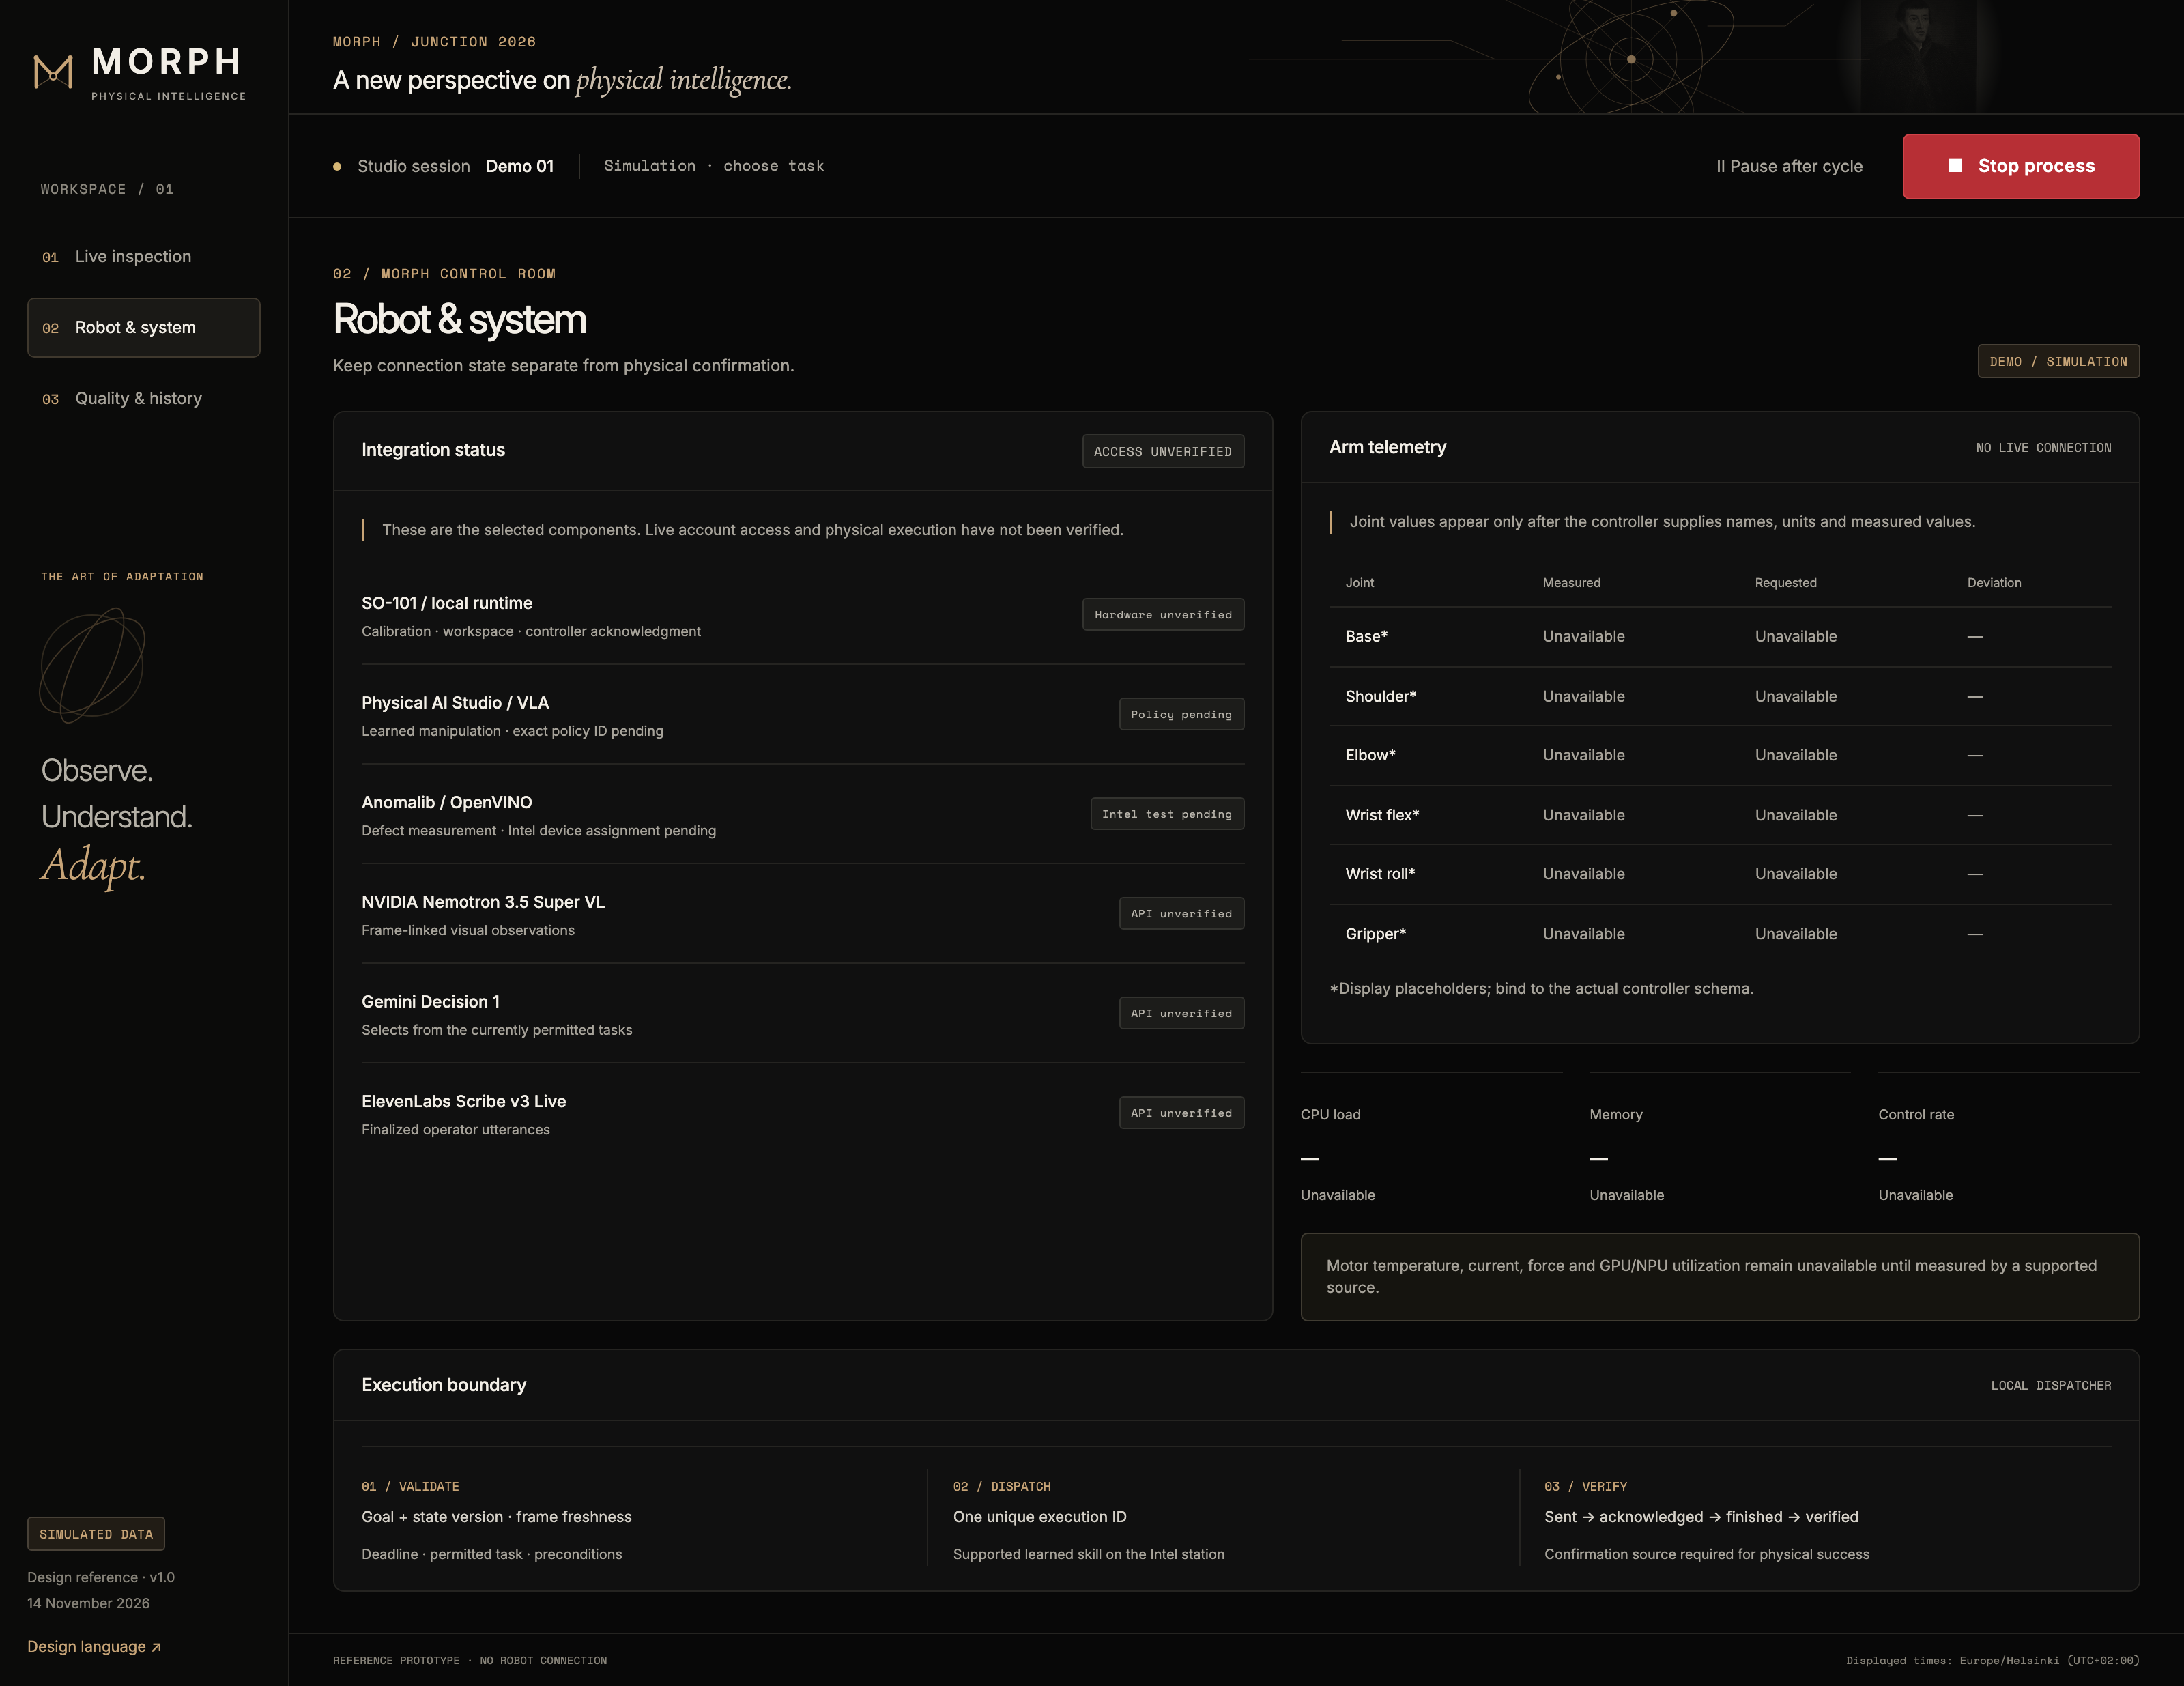 MORPH
PHYSICAL INTELLIGENCE
WORKSPACE / 01
01 Live inspection
02 Robot & system
03 Quality & history
THE ART OF ADAPTATION
Observe.
Understand.
Adapt.
SIMULATED DATA
Design reference · v1.0
14 November 2026
Design language ↗
MORPH / JUNCTION 2026
A new perspective on physical intelligence.
Studio session Demo 01
Simulation · choose task
II Pause after cycle
■ Stop process
02 / MORPH CONTROL ROOM
Robot & system
Keep connection state separate from physical confirmation.
DEMO / SIMULATION
Integration status
ACCESS UNVERIFIED
These are the selected components. Live account access and physical execution have not been verified.
SO-101 / local runtime
Calibration · workspace · controller acknowledgment
Hardware unverified
Physical AI Studio / VLA
Learned manipulation · exact policy ID pending
Policy pending
Anomalib / OpenVINO
Defect measurement · Intel device assignment pending
Intel test pending
NVIDIA Nemotron 3.5 Super VL
Frame-linked visual observations
API unverified
Gemini Decision 1
Selects from the currently permitted tasks
API unverified
ElevenLabs Scribe v3 Live
Finalized operator utterances
API unverified
Arm telemetry
NO LIVE CONNECTION
Joint values appear only after the controller supplies names, units and measured values.
Joint Measured Requested Deviation
Base* Unavailable Unavailable —
Shoulder* Unavailable Unavailable —
Elbow* Unavailable Unavailable —
Wrist flex* Unavailable Unavailable —
Wrist roll* Unavailable Unavailable —
Gripper* Unavailable Unavailable —
*Display placeholders; bind to the actual controller schema.
CPU load
—
Unavailable
Memory
—
Unavailable
Control rate
—
Unavailable
Motor temperature, current, force and GPU/NPU utilization remain unavailable until measured by a supported
source.
Execution boundary
LOCAL DISPATCHER
01 / VALIDATE
Goal + state version · frame freshness
Deadline · permitted task · preconditions
02 / DISPATCH
One unique execution ID
Supported learned skill on the Intel station
03 / VERIFY
Sent → acknowledged → finished → verified
Confirmation source required for physical success
REFERENCE PROTOTYPE · NO ROBOT CONNECTION
Displayed times: Europe/Helsinki (UTC+02:00)